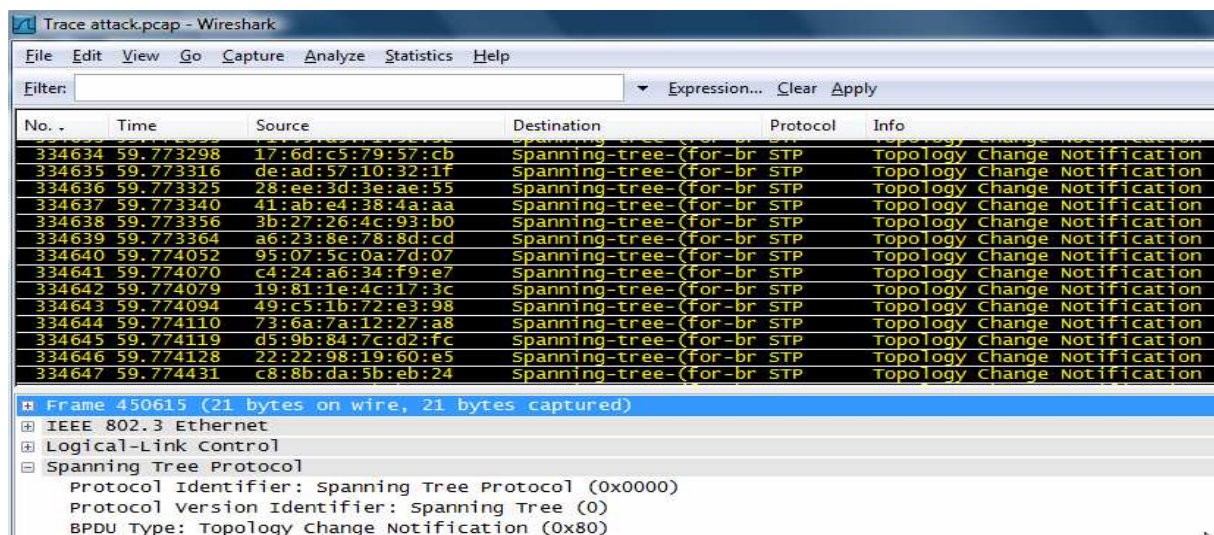 Trace attack.pcap - Wireshark
File Edit View Go Capture Analyze Statistics Help
Filter: Expression... Clear Apply
No. . Time Source Destination Protocol Info
334634 59.773298 17:6d:c5:79:57:cb Spanning-tree-(for-br STP Topology Change Notification
334635 59.773316 de:ad:57:10:32:1f Spanning-tree-(for-br STP Topology Change Notification
334636 59.773325 28:ee:3d:3e:ae:55 Spanning-tree-(for-br STP Topology Change Notification
334637 59.773340 41:ab:e4:38:4a:aa Spanning-tree-(for-br STP Topology Change Notification
334638 59.773356 3b:27:26:4c:93:b0 Spanning-tree-(for-br STP Topology Change Notification
334639 59.773364 a6:23:8e:78:8d:cd Spanning-tree-(for-br STP Topology Change Notification
334640 59.774052 95:07:5c:0a:7d:07 Spanning-tree-(for-br STP Topology Change Notification
334641 59.774070 c4:24:a6:34:f9:e7 Spanning-tree-(for-br STP Topology Change Notification
334642 59.774079 19:81:1e:4c:17:3c Spanning-tree-(for-br STP Topology Change Notification
334643 59.774094 49:c5:1b:72:e3:98 Spanning-tree-(for-br STP Topology Change Notification
334644 59.774110 73:6a:7a:12:27:a8 Spanning-tree-(for-br STP Topology Change Notification
334645 59.774119 d5:9b:84:7c:d2:fc Spanning-tree-(for-br STP Topology Change Notification
334646 59.774128 22:22:98:19:60:e5 Spanning-tree-(for-br STP Topology Change Notification
334647 59.774431 c8:8b:da:5b:eb:24 Spanning-tree-(for-br STP Topology Change Notification
Frame 450615 (21 bytes on wire, 21 bytes captured)
IEEE 802.3 Ethernet
Logical-Link Control
Spanning Tree Protocol
Protocol Identifier: Spanning Tree Protocol (0x0000)
Protocol Version Identifier: Spanning Tree (0)
BPDU Type: Topology Change Notification (0x80)